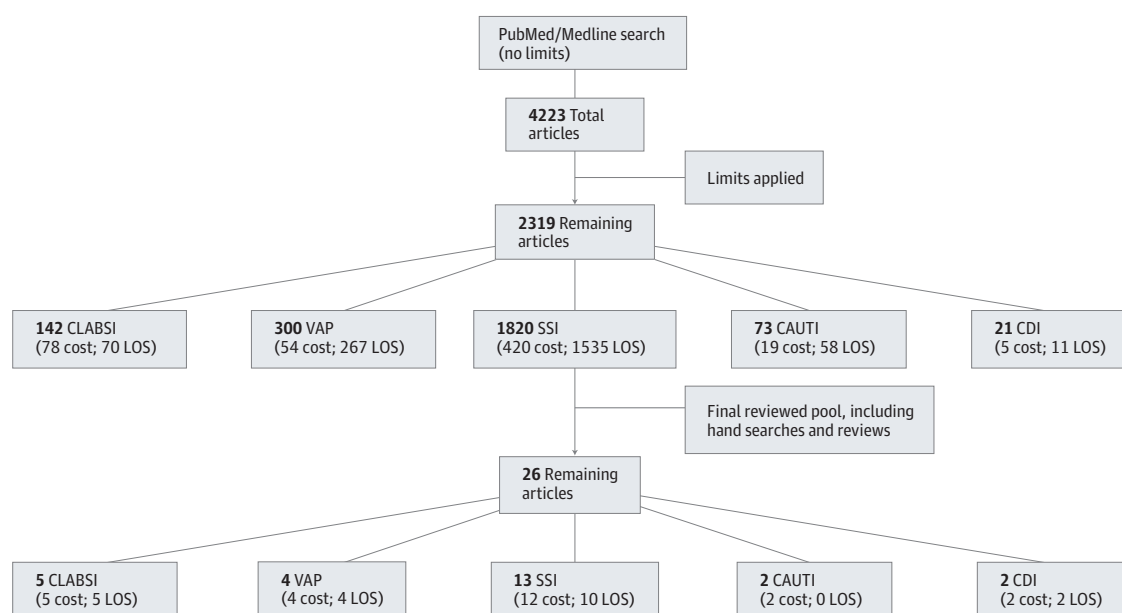 PubMed/Medline search
(no limits)
4223 Total
articles
Limits applied
2319 Remaining
articles
142 CLABSI
(78 cost; 70 LOS)
300 VAP
(54 cost; 267 LOS)
1820 SSI
(420 cost; 1535 LOS)
73 CAUTI
(19 cost; 58 LOS)
21 CDI
(5 cost; 11 LOS)
Final reviewed pool, including
hand searches and reviews
26 Remaining
articles
5 CLABSI
(5 cost; 5 LOS)
4 VAP
(4 cost; 4 LOS)
13 SSI
(12 cost; 10 LOS)
2 CAUTI
(2 cost; 0 LOS)
2 CDI
(2 cost; 2 LOS)